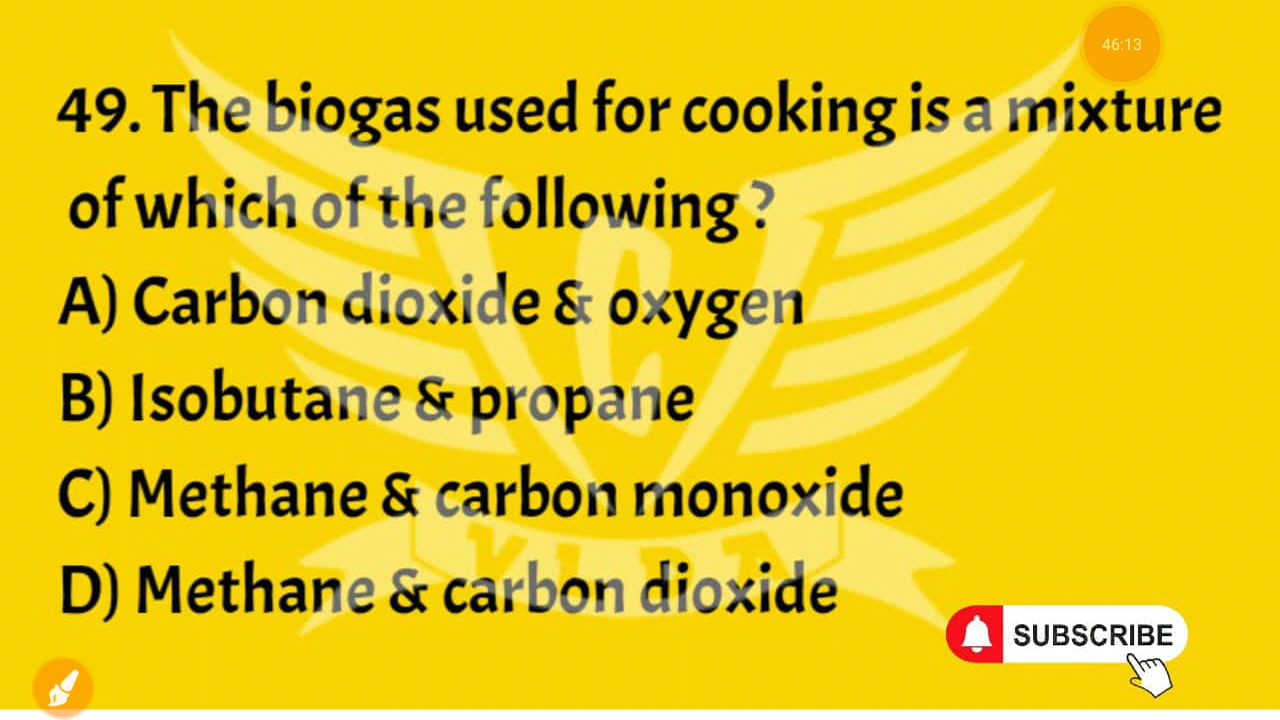 46:13
49. The biogas used for cooking is a mixture
of which of the following?
A) Carbon dioxide & oxygen
B) Isobutane & propane
C) Methane & carbon monoxide
D) Methane & carbon dioxide
SUBSCRIBE